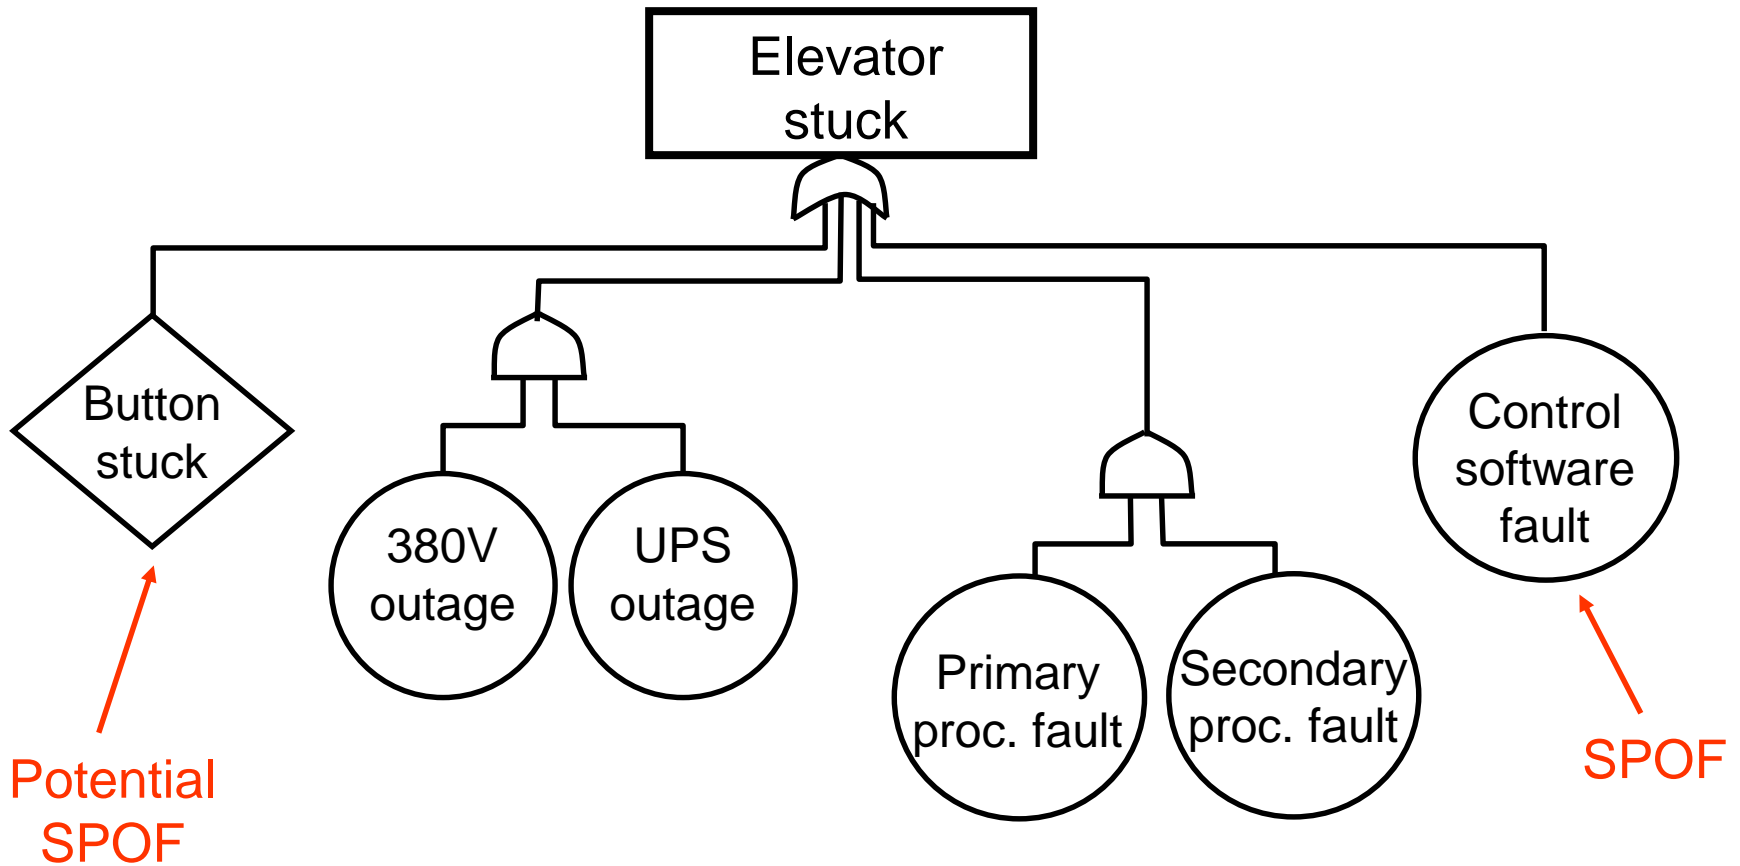 Elevator
stuck
Button
stuck
380V
outage
UPS
outage
Primary
proc. fault
Secondary
proc. fault
Control
software
fault
Potential
SPOF
SPOF